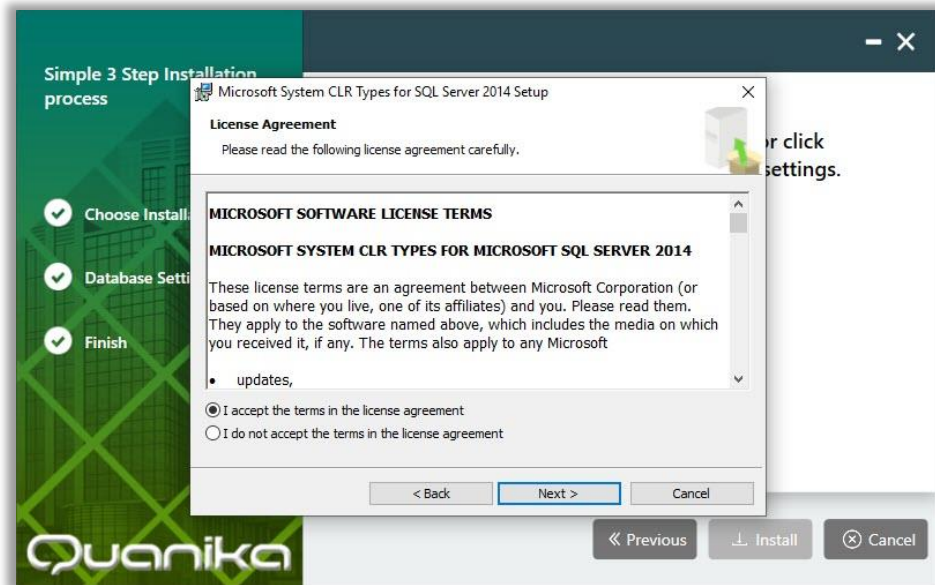 Simple 3 Step Installation
process
Choose Install
Database Setti
Finish
Quanika
r click
settings.
Microsoft System CLR Types for SQL Server 2014 Setup
License Agreement
Please read the following license agreement carefully.
MICROSOFT SOFTWARE LICENSE TERMS
MICROSOFT SYSTEM CLR TYPES FOR MICROSOFT SQL SERVER 2014
These license terms are an agreement between Microsoft Corporation (or
based on where you live, one of its affiliates) and you. Please read them.
They apply to the software named above, which includes the media on which
you received it, if any. The terms also apply to any Microsoft
• updates,
I accept the terms in the license agreement
I do not accept the terms in the license agreement
< Back Next > Cancel
Previous Install Cancel